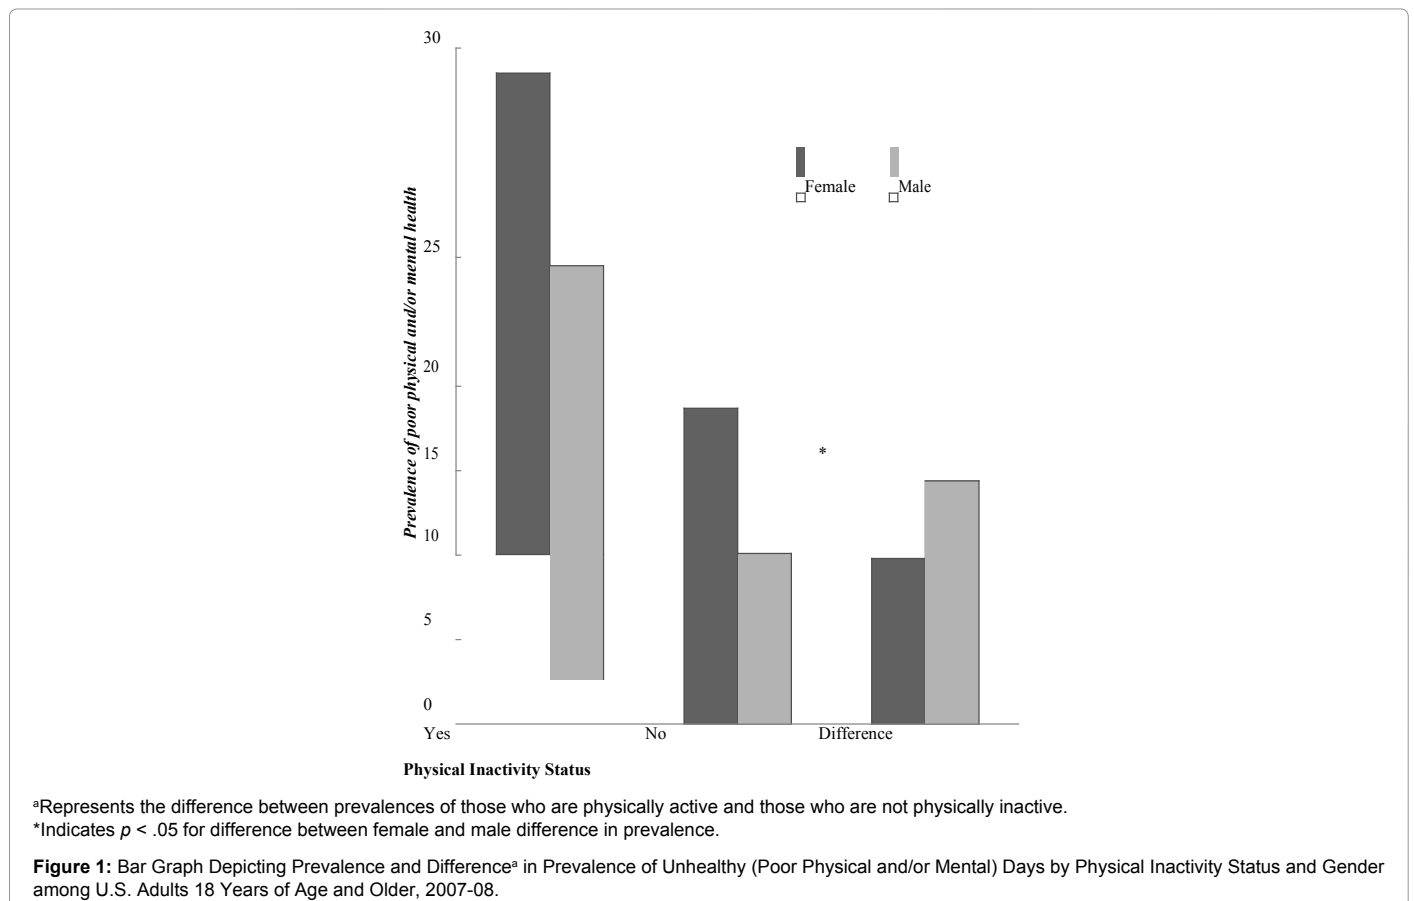 30
Female Male
Prevalence of poor physical and/or mental health
25
20
*
15
10
5
0
Yes No Difference
Physical Inactivity Status
ᵃRepresents the difference between prevalences of those who are physically active and those who are not physically inactive.
*Indicates p < .05 for difference between female and male difference in prevalence.
Figure 1: Bar Graph Depicting Prevalence and Differenceᵃ in Prevalence of Unhealthy (Poor Physical and/or Mental) Days by Physical Inactivity Status and Gender
among U.S. Adults 18 Years of Age and Older, 2007-08.